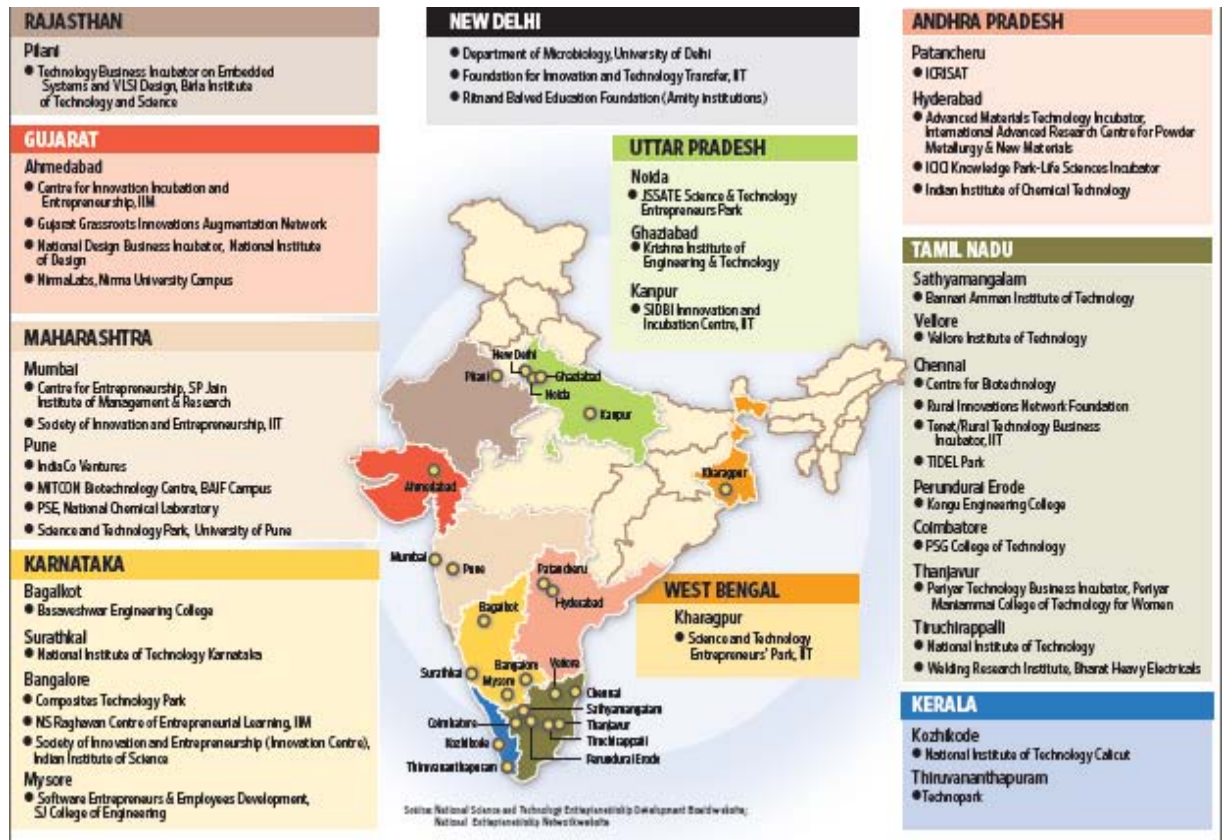 RAJASTHAN
Pilani
● Technology Business Incubator on Embedded
Systems and VLSI Design, Birla Institute
of Technology and Science
GUJARAT
Ahmedabad
● Centre for Innovation Incubation and
Entrepreneurship, IIM
● Gujarat Grassroots Innovations Augmentation Network
● National Design Business Incubator, National Institute
of Design
● NirmaLabs, Nirma University Campus
MAHARASHTRA
Mumbai
● Centre for Entrepreneurship, SP Jain
Institute of Management & Research
● Society of Innovation and Entrepreneurship, IIT
Pune
● IndiaCo Ventures
● MITCON Biotechnology Centre, BAIF Campus
● PSE, National Chemical Laboratory
● Science and Technology Park, University of Pune
KARNATAKA
Bagalkot
● Basaveshwar Engineering College
Surathkal
● National Institute of Technology Karnataka
Bangalore
● Composites Technology Park
● NS Raghavan Centre of Entrepreneurial Learning, IIM
● Society of Innovation and Entrepreneurship (Innovation Centre),
Indian Institute of Science
Mysore
● Software Entrepreneurs & Employees Development,
SJ College of Engineering
NEW DELHI
● Department of Microbiology, University of Delhi
● Foundation for Innovation and Technology Transfer, IIT
● Ritnand Balved Education Foundation (Amity institutions)
UTTAR PRADESH
Noida
● JSSATE Science & Technology
Entrepreneurs Park
Ghaziabad
● Krishna Institute of
Engineering & Technology
Kanpur
● SIDBI Innnovation and
Incubation Centre, IIT
New Delhi
Pilani
Ghaziabad
Noida
Kanpur
Ahmedabad
Kharagpur
Mumbai
Pune
Patancheru
Hyderabad
Bagalkot
Surathkal
Bangalore
Mysore
Vellore
Chennai
Sathyamangalam
Coimbatore
Thanjavur
Tiruchirappalli
Kozhikode
Perundurai Erode
Thiruvananthapuram
WEST BENGAL
Kharagpur
● Science and Technology
Entrepreneurs' Park, IIT
Source: National Science and Technology Entrepreneurship Development Board website;
National Entrepreneurship Network website
ANDHRA PRADESH
Patancheru
● ICRISAT
Hyderabad
● Advanced Materials Technology Incubator,
International Advanced Research Centre for Powder
Metallurgy & New Materials
● ICICI Knowledge Park-Life Sciences Incubator
● Indian Institute of Chemical Technology
TAMIL NADU
Sathyamangalam
● Bannari Amman Institute of Technology
Vellore
● Vellore Institute of Technology
Chennai
● Centre for Biotechnology
● Rural Innovations Network Foundation
● Tenet/Rural Technology Business
Incubator, IIT
● TIDEL Park
Perundurai Erode
● Kongu Engineering College
Coimbatore
● PSG College of Technology
Thanjavur
● Periyar Technology Business Incubator, Periyar
Maniammai College of Technology for Women
Tiruchirappalli
● National Institute of Technology
● Welding Research Institute, Bharat Heavy Electricals
KERALA
Kozhikode
● National Institute of Technology Calicut
Thiruvananthapuram
● Technopark